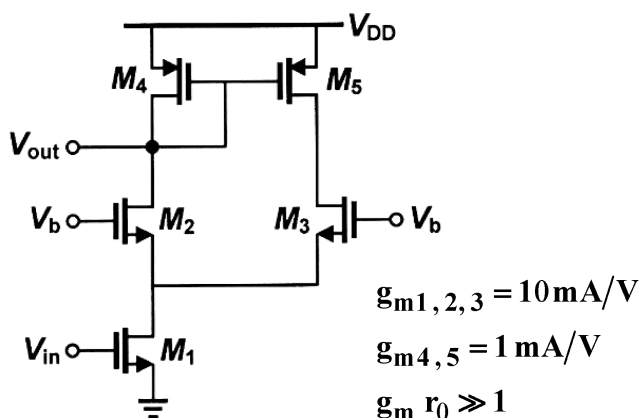 V_DD
M_4
M_5
V_out
V_b
M_2
M_3
V_b
g_m1,2,3 = 10 mA/V
V_in
M_1
g_m4,5 = 1 mA/V
g_m r_0 ≫ 1